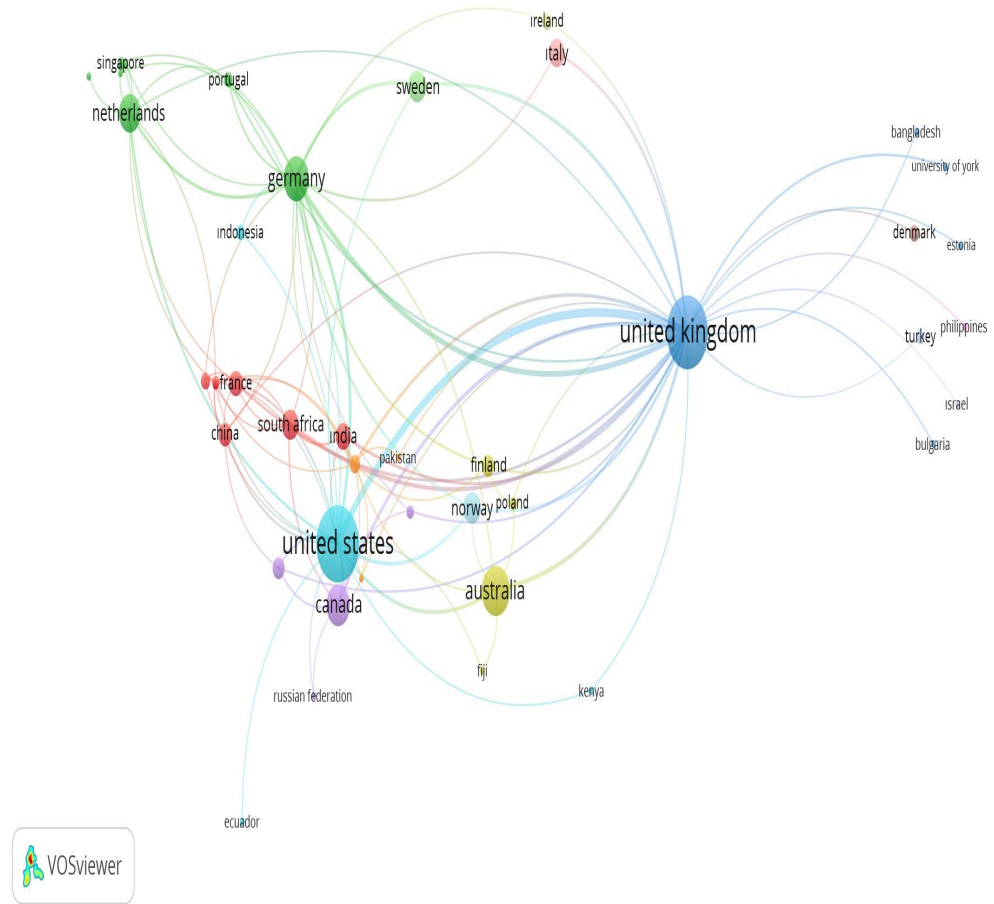 ireland
italy
singapore
portugal
sweden
netherlands
bangladesh
university of york
germany
indonesia
denmark
estonia
united kingdom
philippines
turkey
france
israel
south africa
china
india
bulgaria
pakistan
finland
norway
poland
united states
australia
canada
fiji
russian federation
kenya
ecuador
VOSviewer